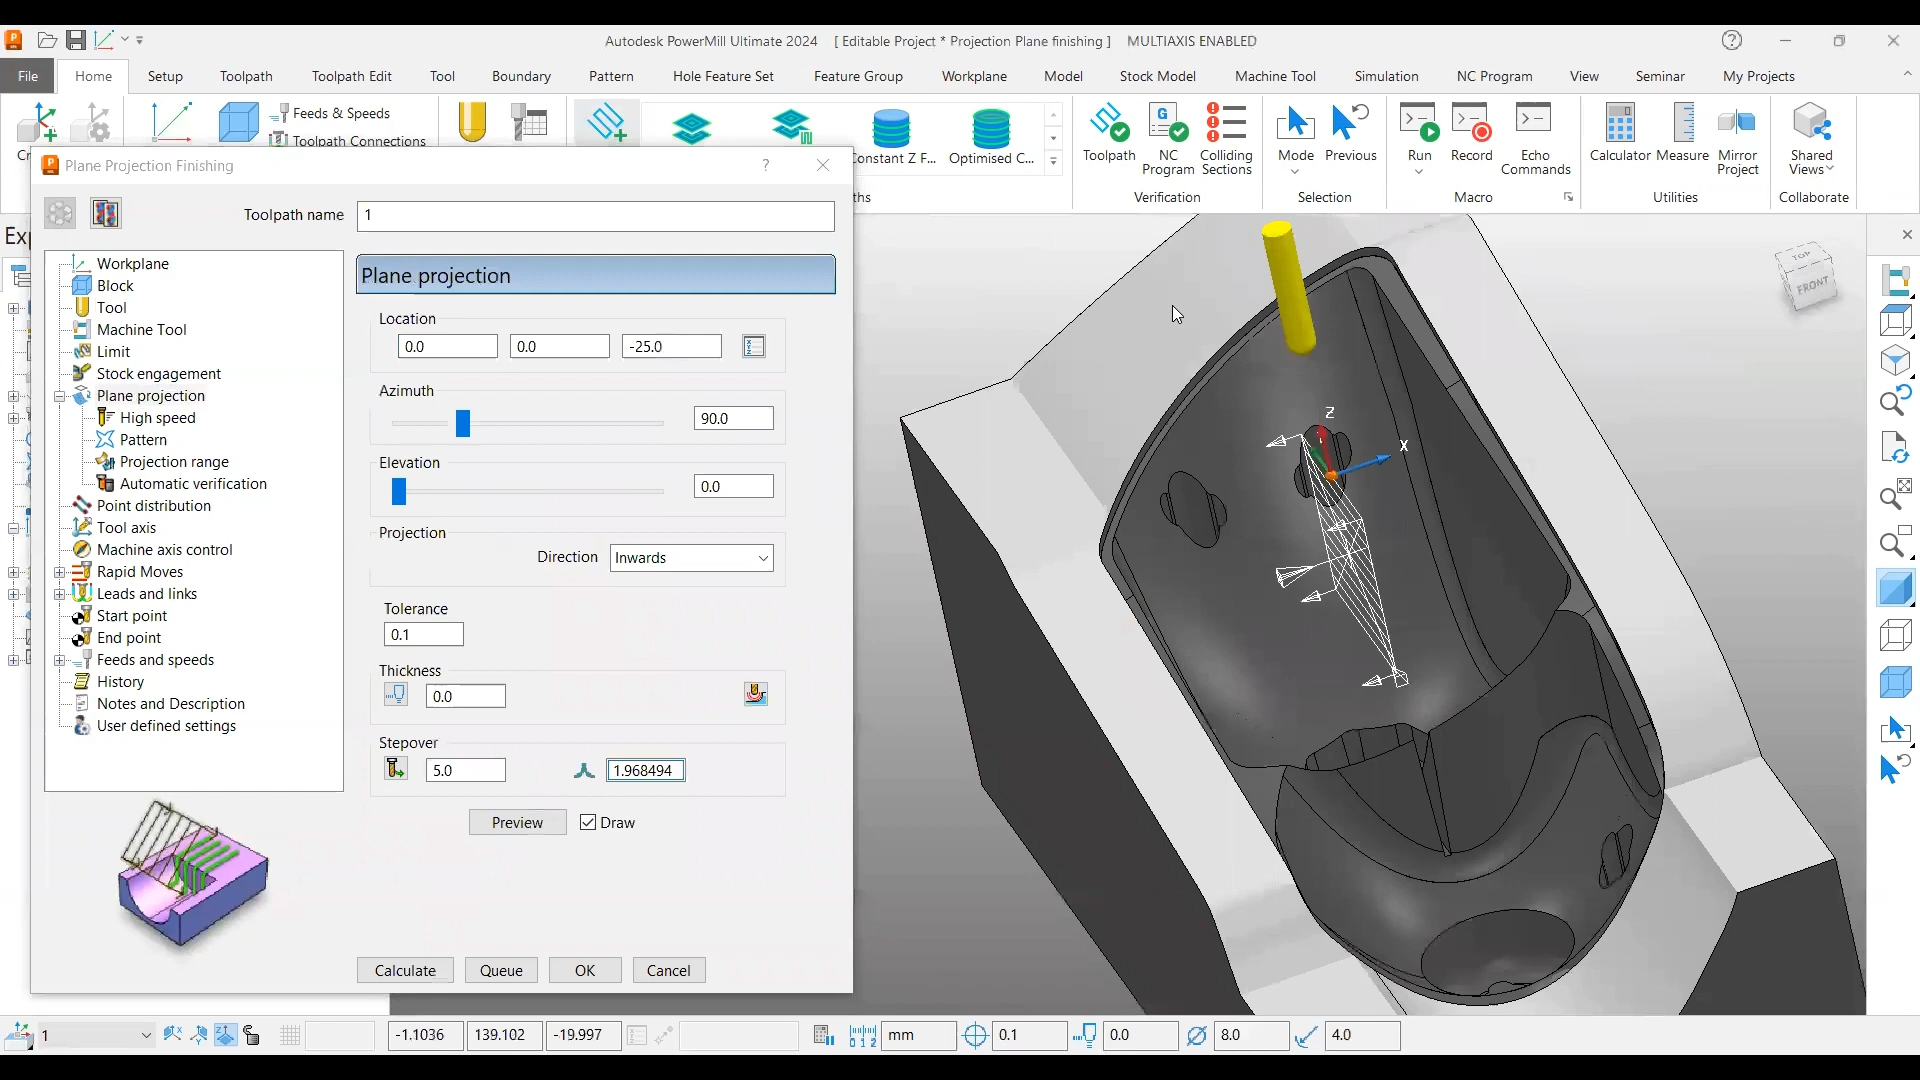 Autodesk PowerMill Ultimate 2024 [ Editable Project * Projection Plane finishing ] MULTIAXIS ENABLED
File Home Setup Toolpath Toolpath Edit Tool Boundary Pattern Hole Feature Set Feature Group Workplane Model Stock Model Machine Tool Simulation NC Program View Seminar My Projects
Feeds & Speeds
Toolpath Connections
onstant Z F... Optimised C...
Toolpath NC Program Colliding Sections
Mode Previous
Run Record Echo Commands
Calculator Measure Mirror Project
Shared Views
Verification Selection Macro Utilities Collaborate
Plane Projection Finishing
Toolpath name 1
Workplane
Block
Tool
Machine Tool
Limit
Stock engagement
Plane projection
High speed
Pattern
Projection range
Automatic verification
Point distribution
Tool axis
Machine axis control
Rapid Moves
Leads and links
Start point
End point
Feeds and speeds
History
Notes and Description
User defined settings
Plane projection
Location
0.0 0.0 -25.0
Azimuth
90.0
Elevation
0.0
Projection
Direction Inwards
Tolerance
0.1
Thickness
0.0
Stepover
5.0 1.968494
Preview Draw
Calculate Queue OK Cancel
Z
X
TOP
FRONT
1 -1.1036 139.102 -19.997 mm 0.1 0.0 8.0 4.0